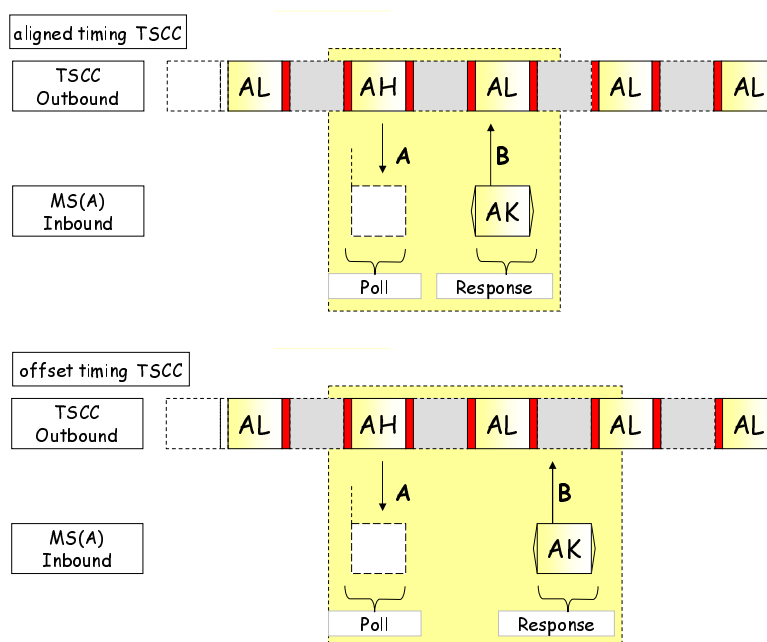 aligned timing TSCC
TSCC
Outbound
AL AH AL AL AL
A B
MS(A)
Inbound
AK
Poll Response
offset timing TSCC
TSCC
Outbound
AL AH AL AL AL
A B
MS(A)
Inbound
AK
Poll Response